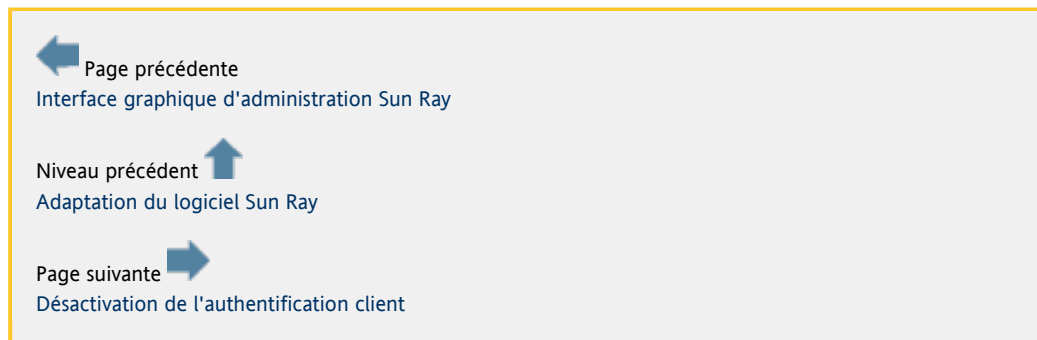 Page précédente
Interface graphique d'administration Sun Ray
Niveau précédent
Adaptation du logiciel Sun Ray
Page suivante
Désactivation de l'authentification client